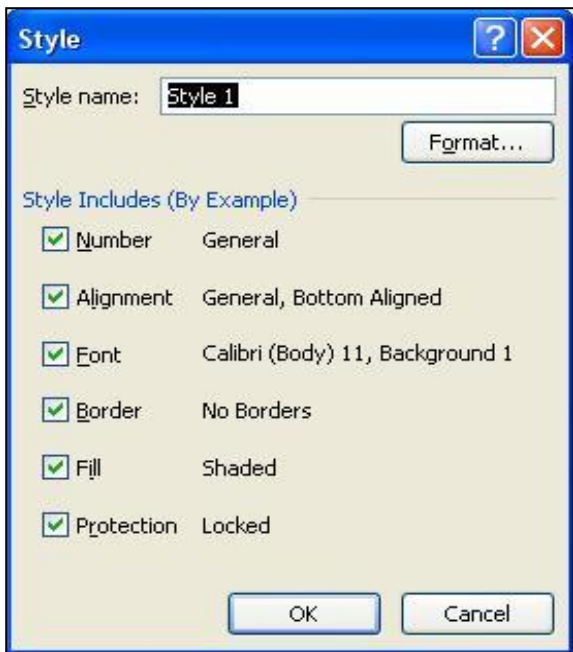 Style
Style name: Style 1
Format...
Style Includes (By Example)
Number General
Alignment General, Bottom Aligned
Font Calibri (Body) 11, Background 1
Border No Borders
Fill Shaded
Protection Locked
OK Cancel